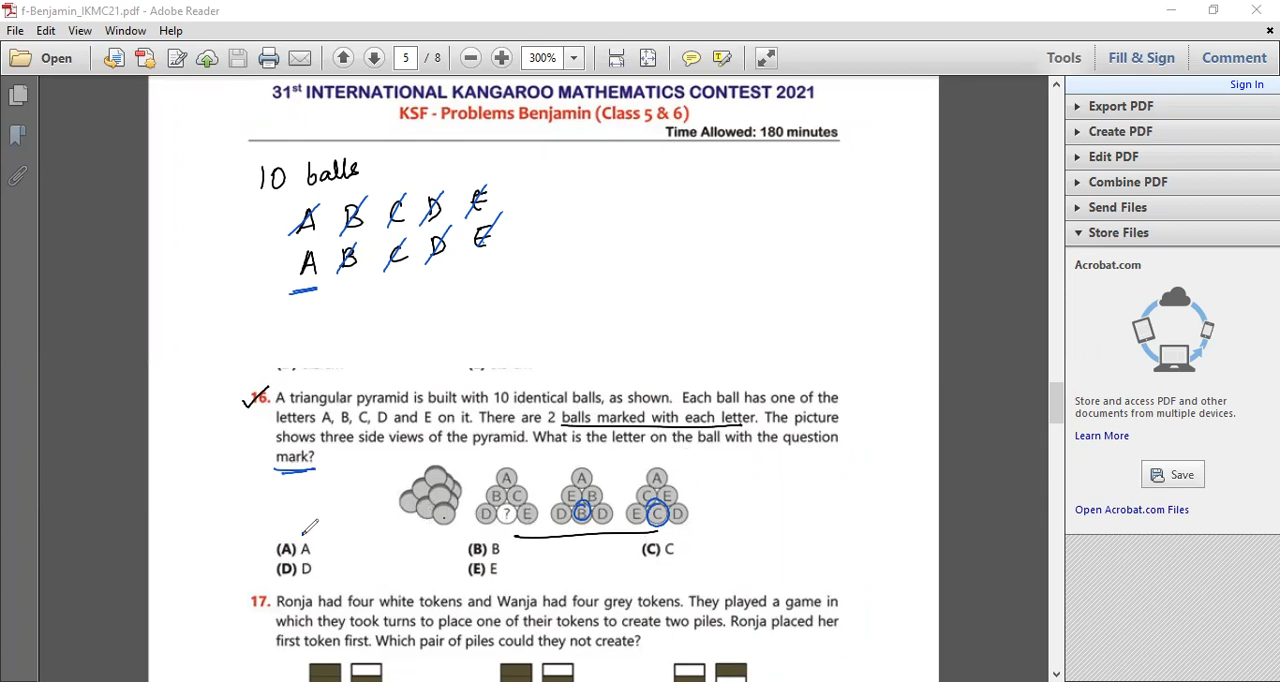 f-Benjamin_IKMC21.pdf - Adobe Reader
File Edit View Window Help
Open 5 / 8 300% Tools Fill & Sign Comment
Sign In
31st INTERNATIONAL KANGAROO MATHEMATICS CONTEST 2021
KSF - Problems Benjamin (Class 5 & 6)
Time Allowed: 180 minutes
10 balls
A B C D E
A B C D E
16. A triangular pyramid is built with 10 identical balls, as shown. Each ball has one of the
letters A, B, C, D and E on it. There are 2 balls marked with each letter. The picture
shows three side views of the pyramid. What is the letter on the ball with the question
mark?
A A A
B C E B C E
D ? E D B D E C D
(A) A (B) B (C) C
(D) D (E) E
17. Ronja had four white tokens and Wanja had four grey tokens. They played a game in
which they took turns to place one of their tokens to create two piles. Ronja placed her
first token first. Which pair of piles could they not create?
Export PDF
Create PDF
Edit PDF
Combine PDF
Send Files
Store Files
Acrobat.com
Store and access PDF and other
documents from multiple devices.
Learn More
Save
Open Acrobat.com Files